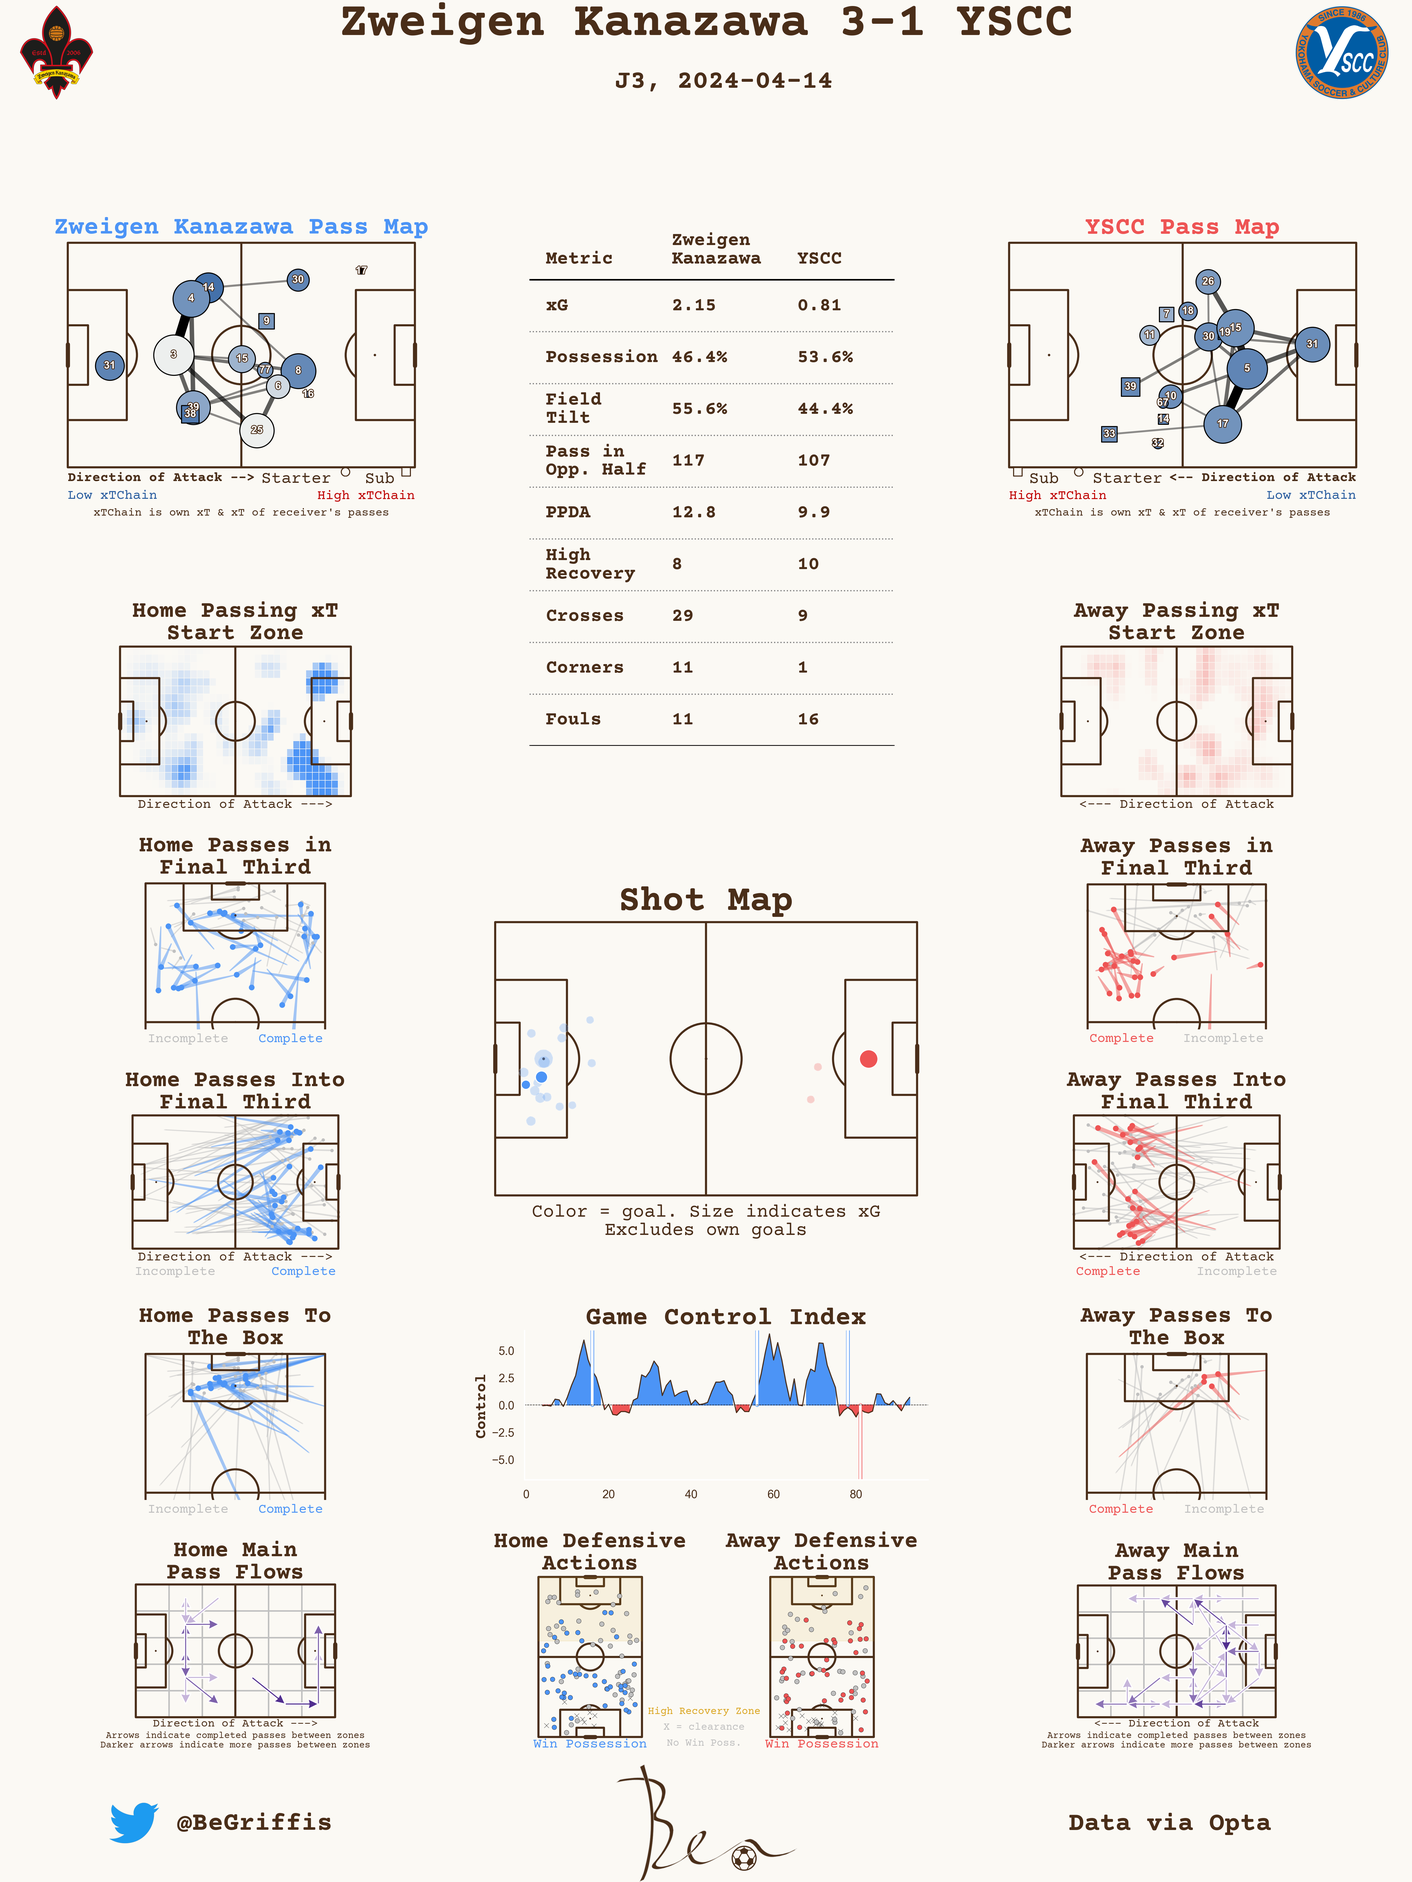 Zweigen Kanazawa 3-1 YSCC
J3, 2024-04-14
Estd 2006
Zweigen Kanazawa
SINCE 1986
YSCC
YOKOHAMA SOCCER & CULTURE CLUB
Zweigen Kanazawa Pass Map
14
30
17
4
9
3
15
31
77
8
6
16
39
38
25
Direction of Attack --> Starter Sub
Low xTChain High xTChain
xTChain is own xT & xT of receiver's passes
Metric Zweigen Kanazawa YSCC
xG 2.15 0.81
Possession 46.4% 53.6%
Field Tilt 55.6% 44.4%
Pass in Opp. Half 117 107
PPDA 12.8 9.9
High Recovery 8 10
Crosses 29 9
Corners 11 1
Fouls 11 16
YSCC Pass Map
26
7
18
11
30
19
15
31
5
39
10
67
14
17
33
32
Sub Starter <-- Direction of Attack
High xTChain Low xTChain
xTChain is own xT & xT of receiver's passes
Home Passing xT
Start Zone
Direction of Attack --->
Away Passing xT
Start Zone
<--- Direction of Attack
Home Passes in
Final Third
Incomplete Complete
Away Passes in
Final Third
Complete Incomplete
Shot Map
Color = goal. Size indicates xG
Excludes own goals
Home Passes Into
Final Third
Direction of Attack --->
Incomplete Complete
Away Passes Into
Final Third
<--- Direction of Attack
Complete Incomplete
Home Passes To
The Box
Incomplete Complete
Game Control Index
Control
5.0
2.5
0.0
−2.5
−5.0
0 20 40 60 80
Away Passes To
The Box
Complete Incomplete
Home Main
Pass Flows
Direction of Attack --->
Arrows indicate completed passes between zones
Darker arrows indicate more passes between zones
Home Defensive
Actions
Win Possession
Away Defensive
Actions
Win Possession
High Recovery Zone
X = clearance
No Win Poss.
Away Main
Pass Flows
<--- Direction of Attack
Arrows indicate completed passes between zones
Darker arrows indicate more passes between zones
@BeGriffis
Ben
Data via Opta